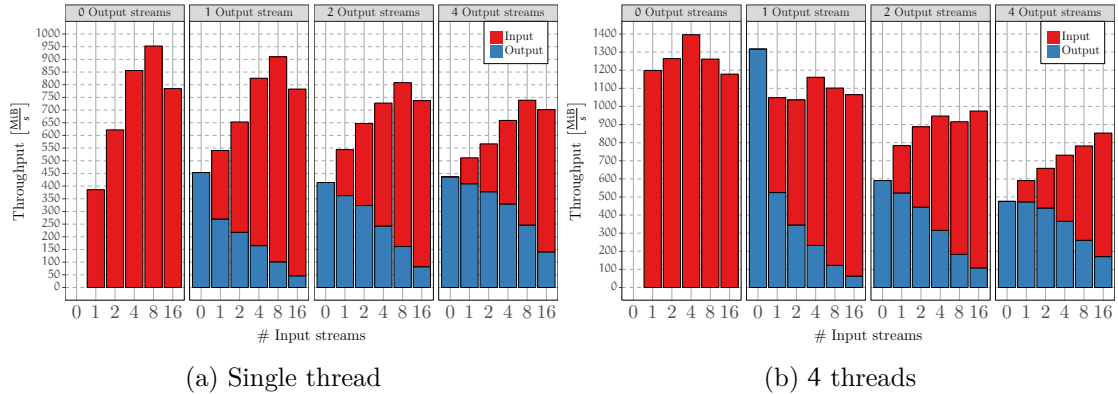 0 Output streams 1 Output stream 2 Output streams 4 Output streams
Input
Output
1000
950
900
850
800
750
700
650
600
550
500
450
400
350
300
250
200
150
100
50
0
Throughput [MiB/s]
0 1 2 4 8 16 0 1 2 4 8 16 0 1 2 4 8 16 0 1 2 4 8 16
# Input streams
(a) Single thread
0 Output streams 1 Output stream 2 Output streams 4 Output streams
Input
Output
1400
1300
1200
1100
1000
900
800
700
600
500
400
300
200
100
0
Throughput [MiB/s]
0 1 2 4 8 16 0 1 2 4 8 16 0 1 2 4 8 16 0 1 2 4 8 16
# Input streams
(b) 4 threads